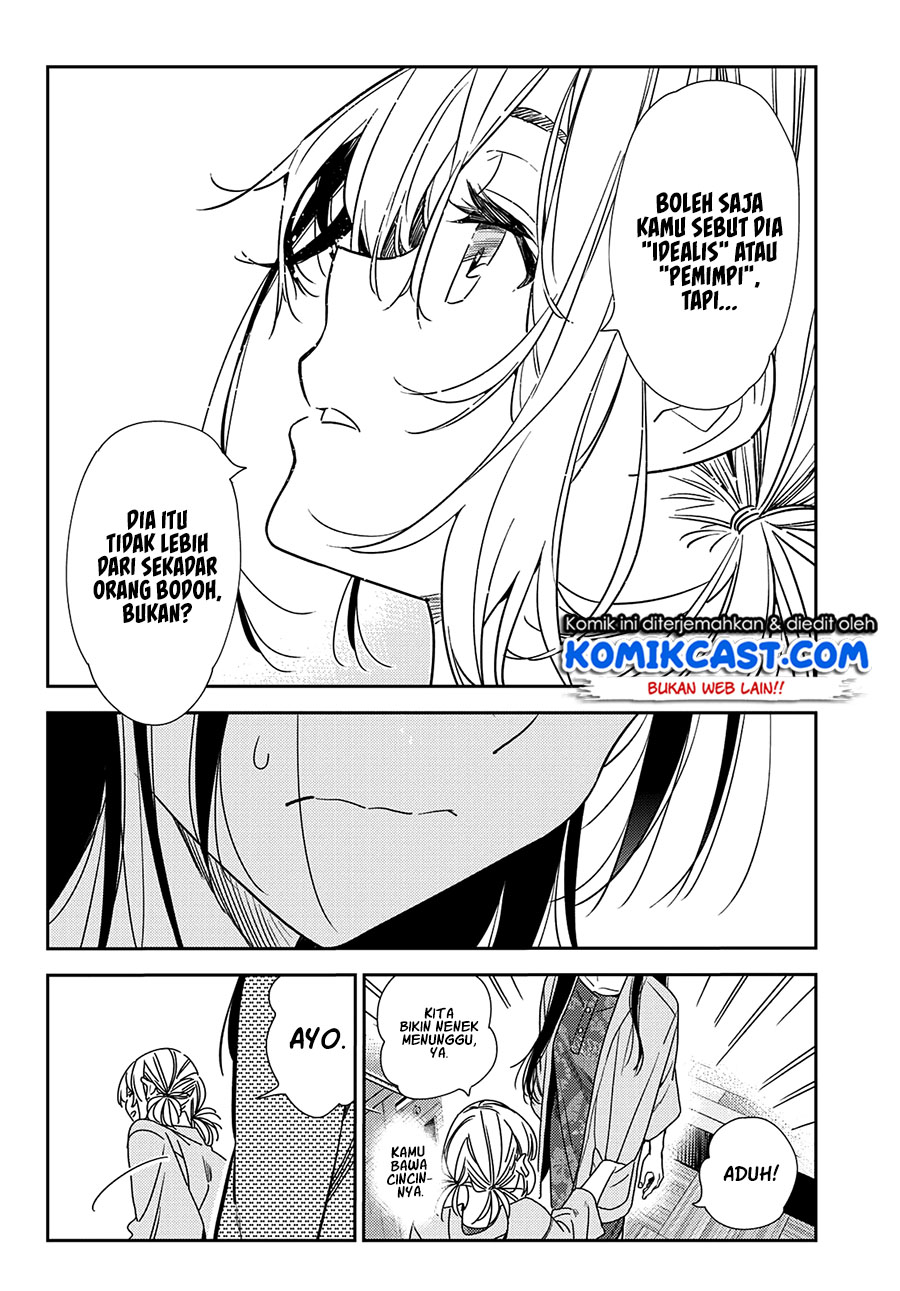 BOLEH SAJA
KAMU SEBUT DIA
"IDEALIS" ATAU
"PEMIMPI",
TAPI...
DIA ITU
TIDAK LEBIH
DARI SEKADAR
ORANG BODOH,
BUKAN?
Komik ini diterjemahkan & diedit oleh
KOMIKCAST.COM
BUKAN WEB LAIN!!
ADUH!
KITA
BIKIN NENEK
MENUNGGU,
YA.
KAMU
BAWA
CINCIN-
NYA.
AYO.